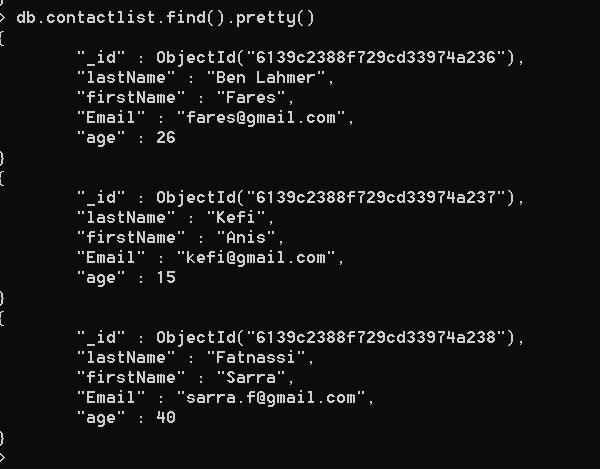 > db.contactlist.find().pretty()
{
"_id" : ObjectId("6139c2388f729cd33974a236"),
"lastName" : "Ben Lahmer",
"firstName" : "Fares",
"Email" : "fares@gmail.com",
"age" : 26
}
{
"_id" : ObjectId("6139c2388f729cd33974a237"),
"lastName" : "Kefi",
"firstName" : "Anis",
"Email" : "kefi@gmail.com",
"age" : 15
}
{
"_id" : ObjectId("6139c2388f729cd33974a238"),
"lastName" : "Fatnassi",
"firstName" : "Sarra",
"Email" : "sarra.f@gmail.com",
"age" : 40
}
>